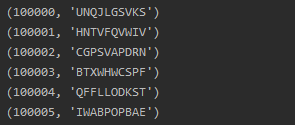 (100000, 'UNQJLGSVKS')
(100001, 'HNTVFQVWIV')
(100002, 'CGPSVAPDRN')
(100003, 'BTXWHWCSPF')
(100004, 'QFFLLODKST')
(100005, 'IWABPOPBAE')